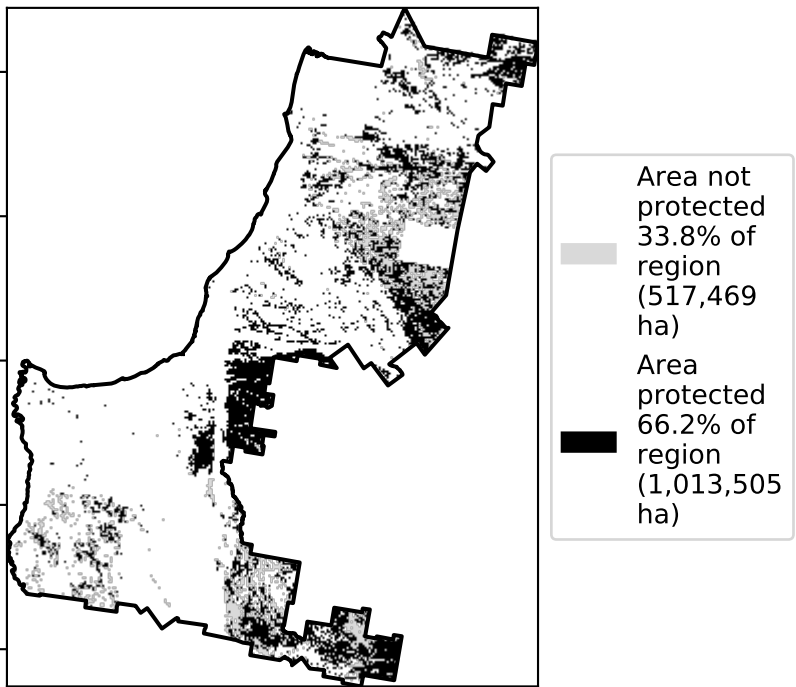 Area not
protected
33.8% of
region
(517,469
ha)
Area
protected
66.2% of
region
(1,013,505
ha)